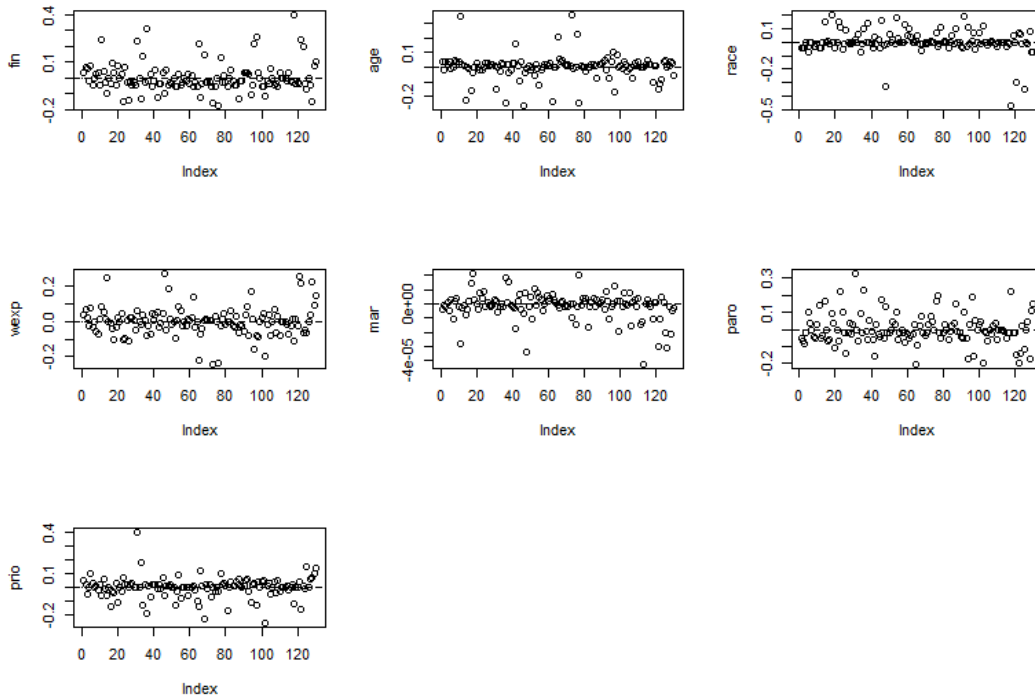 fin
-0.2 0.1 0.4
0 20 40 60 80 100 120
Index
age
-0.2 0.1
0 20 40 60 80 100 120
Index
race
-0.5 -0.2 0.1
0 20 40 60 80 100 120
Index
wexp
-0.2 0.0 0.2
0 20 40 60 80 100 120
Index
mar
-4e-05 0e+00
0 20 40 60 80 100 120
Index
paro
-0.2 0.1 0.3
0 20 40 60 80 100 120
Index
prio
-0.2 0.1 0.4
0 20 40 60 80 100 120
Index